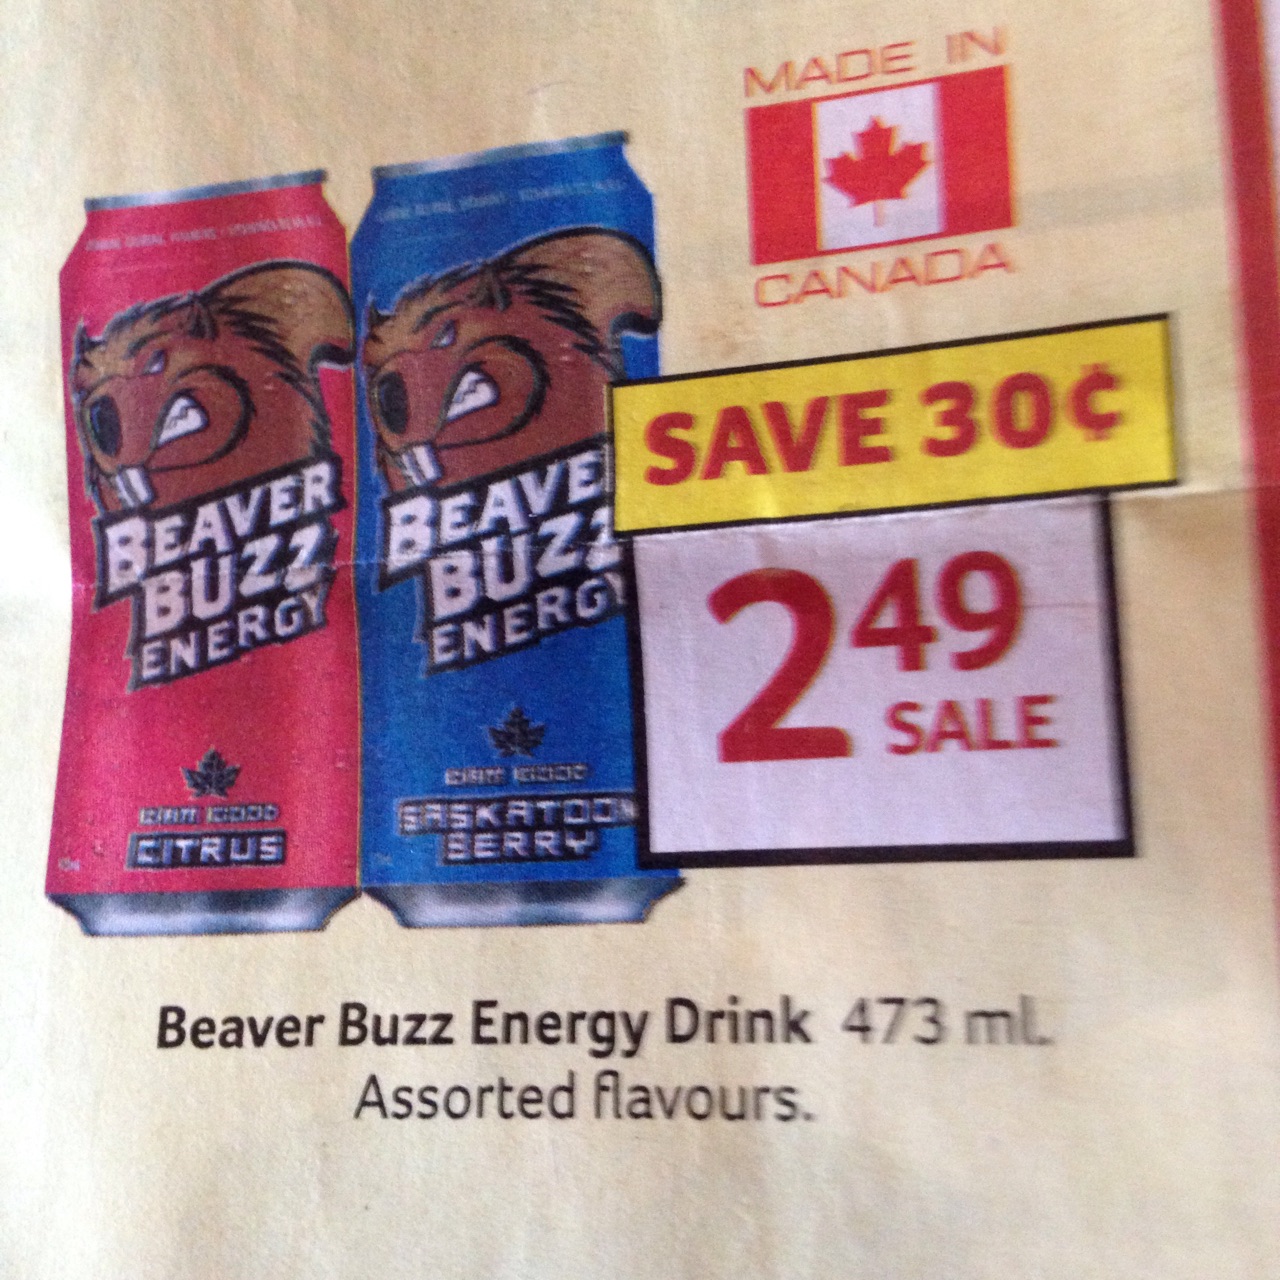 MADE IN
CANADA
SAVE 30¢
2 49
SALE
BEAVER
BUZZ
ENERGY
CITRUS
BEAVE
BUZZ
ENERGY
SASKATOON
BERRY
Beaver Buzz Energy Drink 473 ml.
Assorted flavours.